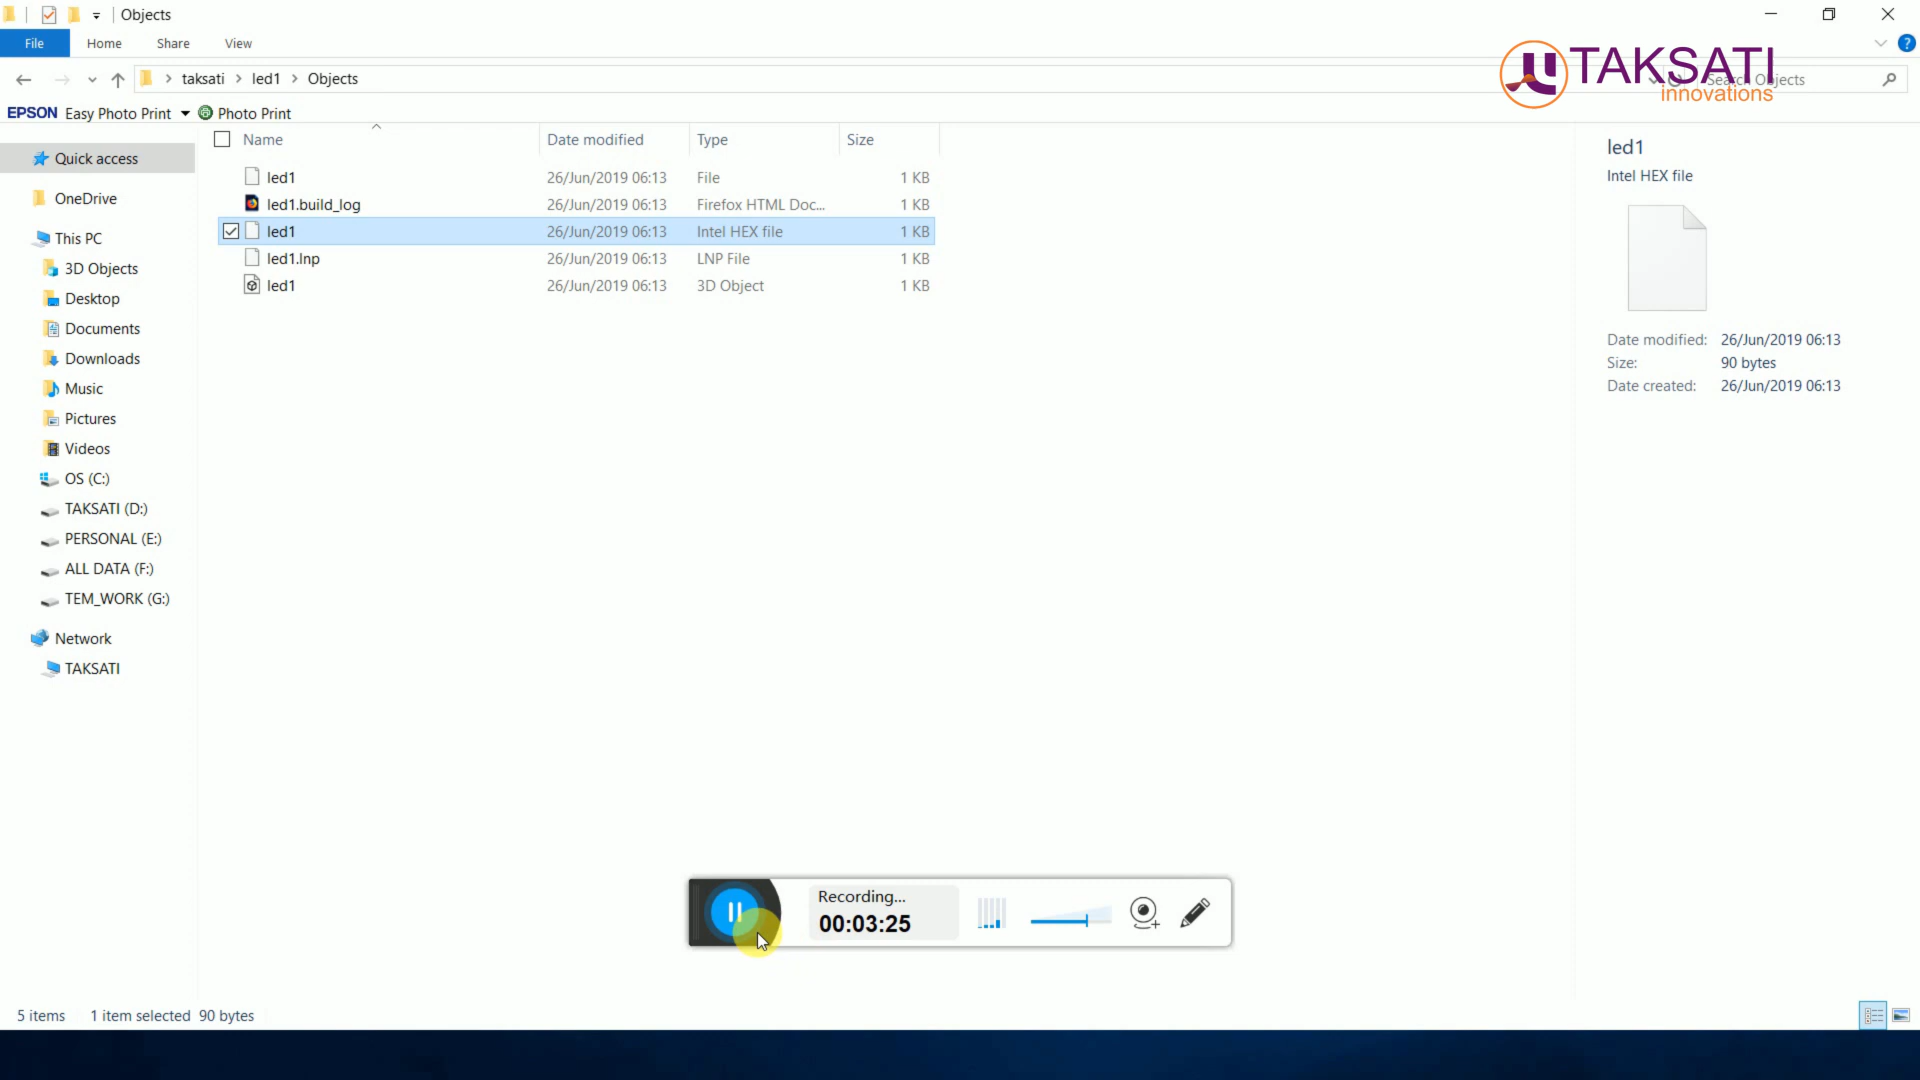 Objects
File Home Share View ?
taksati led1 Objects
TAKSATI
innovations
Search Objects
EPSON Easy Photo Print Photo Print
Name Date modified Type Size
led1 26/Jun/2019 06:13 File 1 KB
led1.build_log 26/Jun/2019 06:13 Firefox HTML Doc... 1 KB
led1 26/Jun/2019 06:13 Intel HEX file 1 KB
led1.lnp 26/Jun/2019 06:13 LNP File 1 KB
led1 26/Jun/2019 06:13 3D Object 1 KB
Quick access
OneDrive
This PC
3D Objects
Desktop
Documents
Downloads
Music
Pictures
Videos
OS (C:)
TAKSATI (D:)
PERSONAL (E:)
ALL DATA (F:)
TEM_WORK (G:)
Network
TAKSATI
led1
Intel HEX file
Date modified: 26/Jun/2019 06:13
Size: 90 bytes
Date created: 26/Jun/2019 06:13
Recording...
00:03:25
5 items 1 item selected 90 bytes